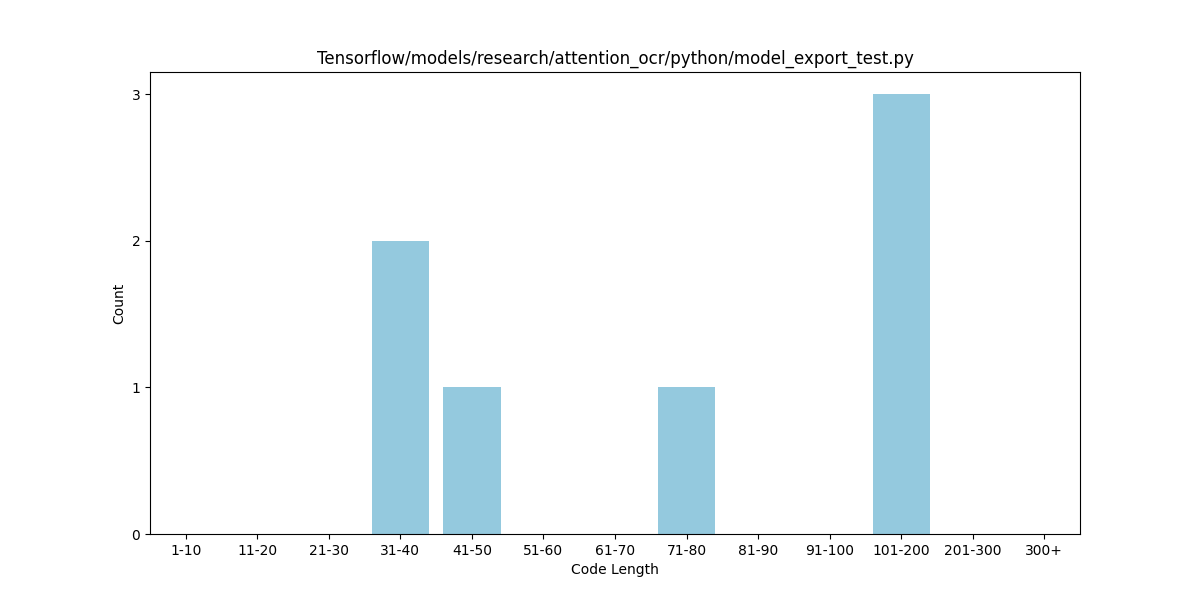 Tensorflow/models/research/attention_ocr/python/model_export_test.py
3
2
1
0
Count
1-10 11-20 21-30 31-40 41-50 51-60 61-70 71-80 81-90 91-100 101-200 201-300 300+
Code Length